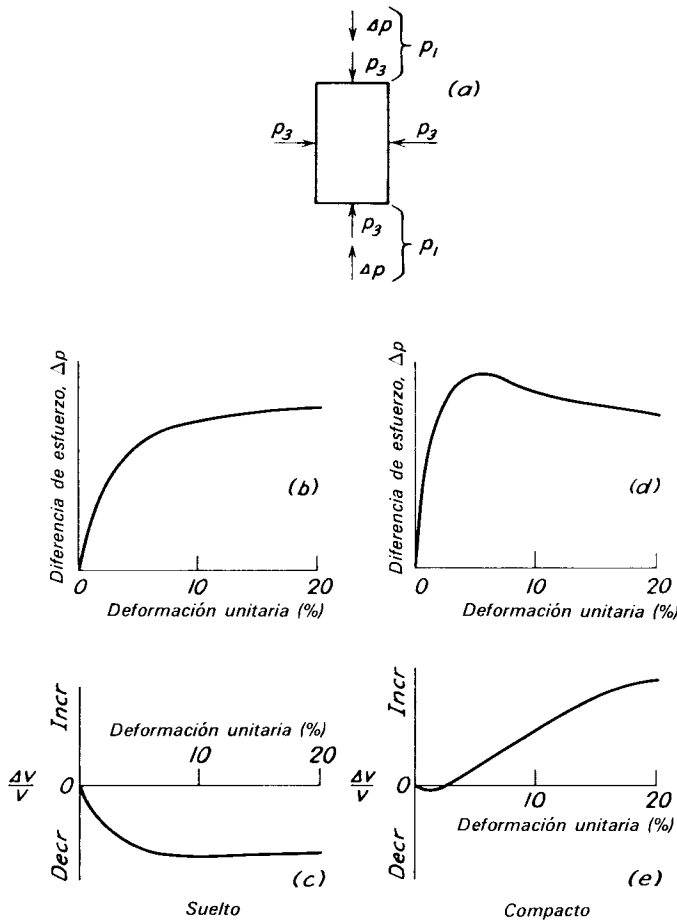 Δp
p₁
p₃
(a)
p₃
p₃
p₃
p₁
Δp
Diferencia de esfuerzo, Δp
(b)
0
10
20
Deformación unitaria (%)
Diferencia de esfuerzo, Δp
(d)
0
10
20
Deformación unitaria (%)
Incr
Deformación unitaria (%)
10
20
ΔV/V
0
Decr
(c)
Suelto
Incr
ΔV/V
0
10
20
Deformación unitaria (%)
Decr
(e)
Compacto